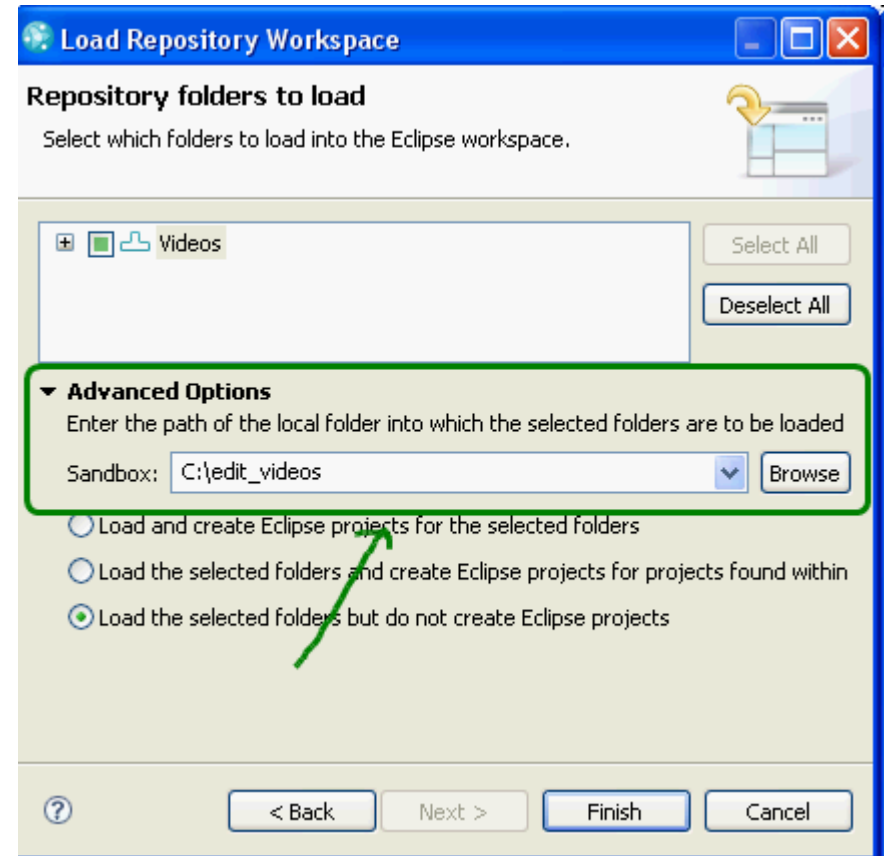 Load Repository Workspace
Repository folders to load
Select which folders to load into the Eclipse workspace.
Videos
Select All
Deselect All
Advanced Options
Enter the path of the local folder into which the selected folders are to be loaded
Sandbox: C:\edit_videos Browse
Load and create Eclipse projects for the selected folders
Load the selected folders and create Eclipse projects for projects found within
Load the selected folders but do not create Eclipse projects
? < Back Next > Finish Cancel